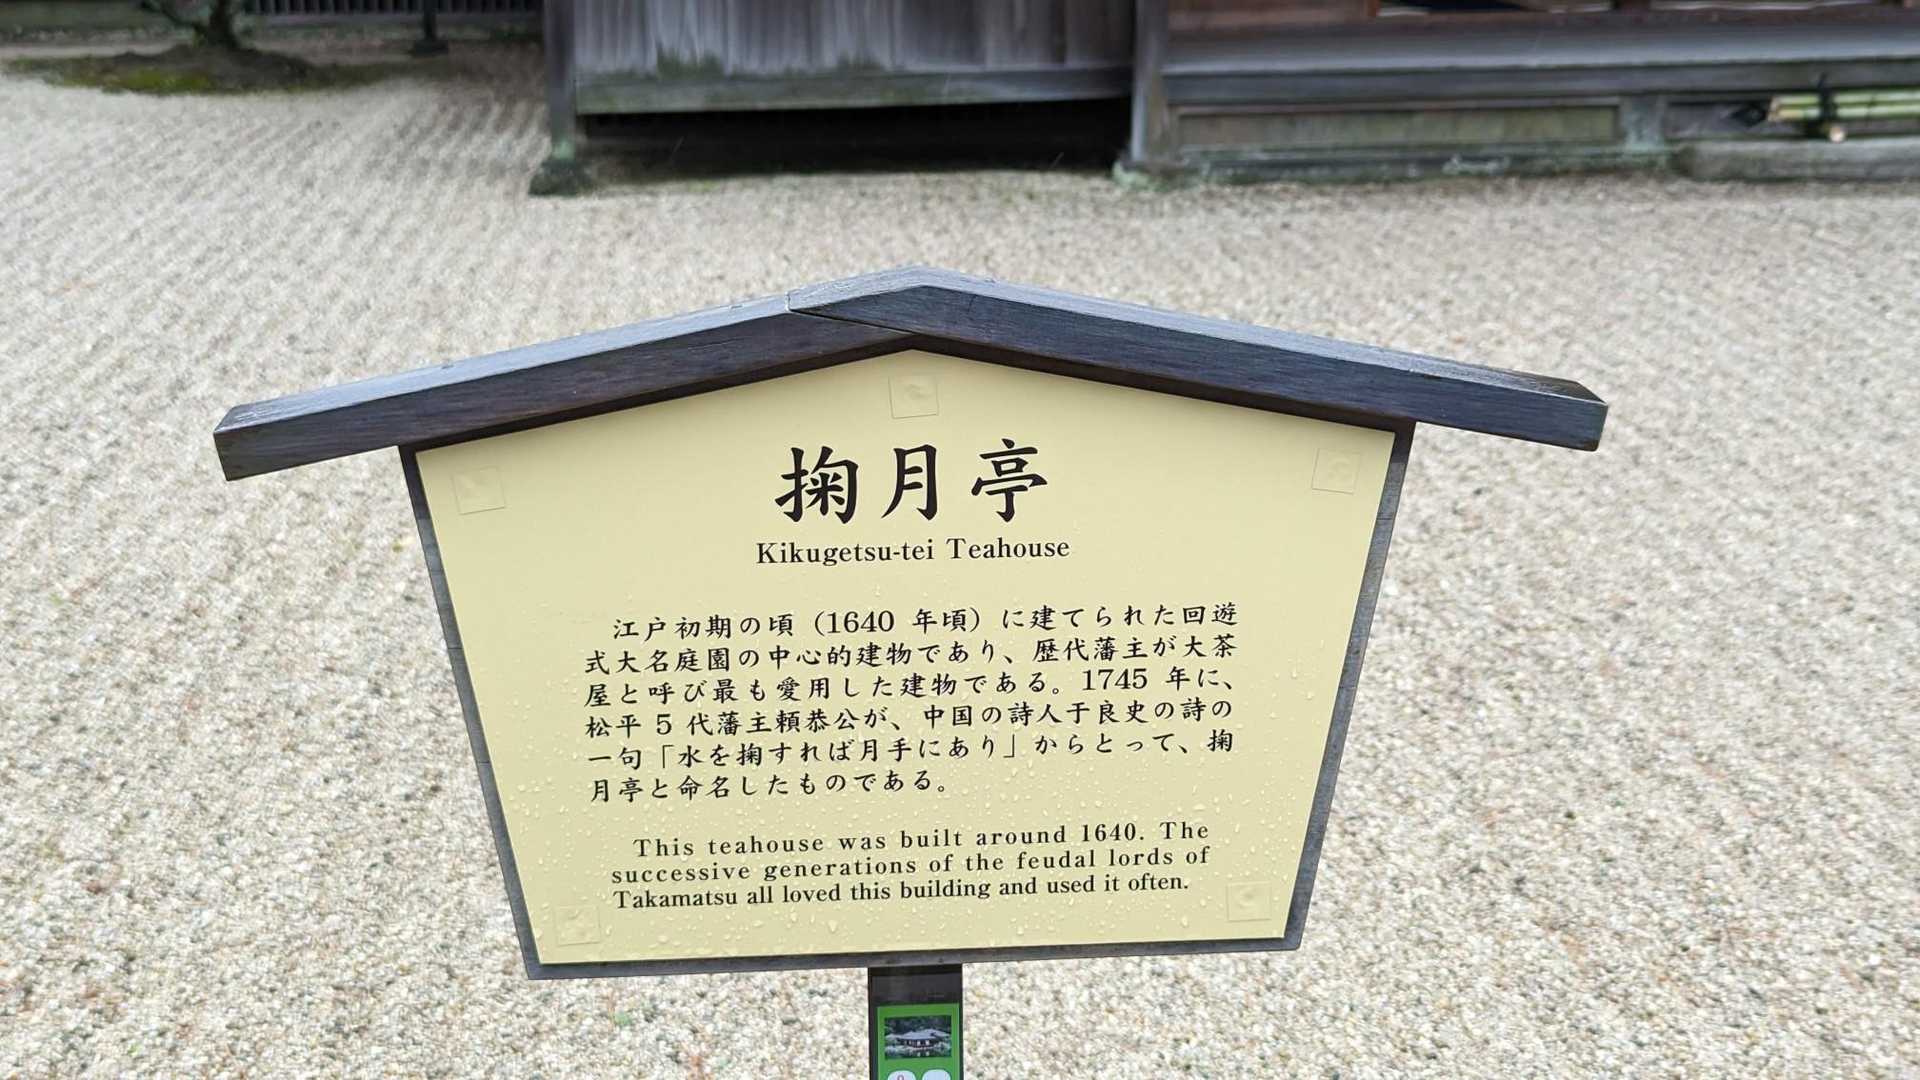 掬月亭
Kikugetsu-tei Teahouse
江戸初期の頃（1640 年頃）に建てられた回遊
式大名庭園の中心的建物であり、歴代藩主が大茶
屋と呼び最も愛用した建物である。1745 年に、
松平 5 代藩主頼恭公が、中国の詩人于良史の詩の
一句「水を掬すれば月手にあり」からとって、掬
月亭と命名したものである。
This teahouse was built around 1640. The
successive generations of the feudal lords of
Takamatsu all loved this building and used it often.